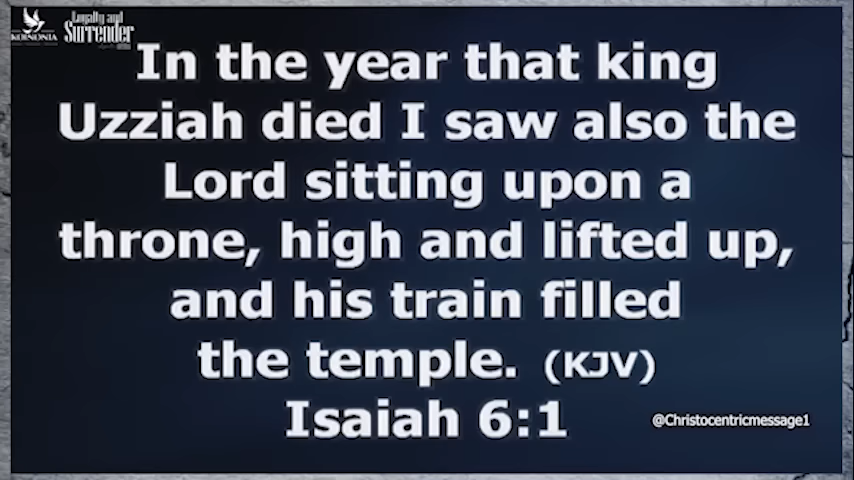 KOINONIA
Loyalty and
Surrender
In the year that king
Uzziah died I saw also the
Lord sitting upon a
throne, high and lifted up,
and his train filled
the temple. (KJV)
Isaiah 6:1
@Christocentricmessage1